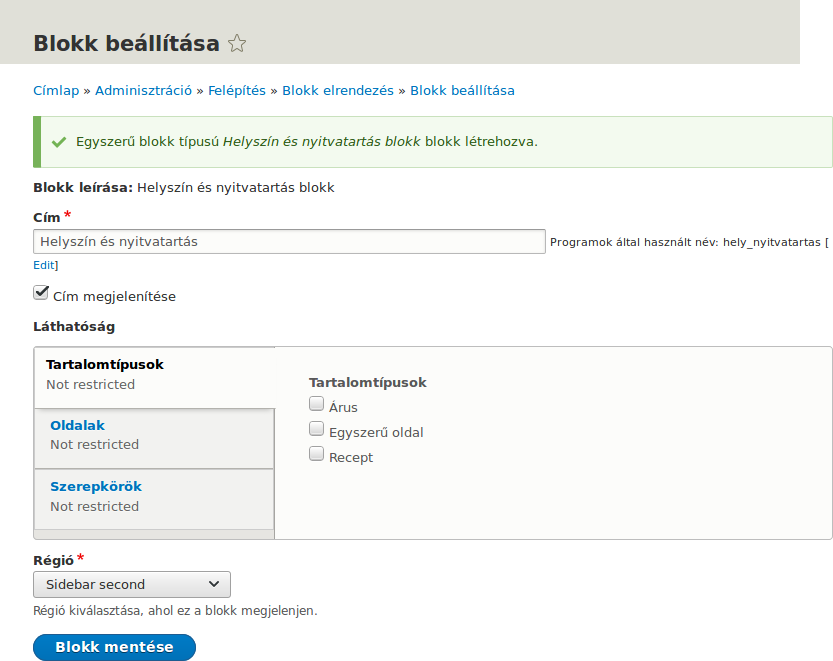 Blokk beállítása
Címlap » Adminisztráció » Felépítés » Blokk elrendezés » Blokk beállítása
Egyszerű blokk típusú Helyszín és nyitvatartás blokk blokk létrehozva.
Blokk leírása: Helyszín és nyitvatartás blokk
Cím *
Helyszín és nyitvatartás Programok által használt név: hely_nyitvatartas [
Edit]
Cím megjelenítése
Láthatóság
Tartalomtípusok
Not restricted
Oldalak
Not restricted
Szerepkörök
Not restricted
Tartalomtípusok
Árus
Egyszerű oldal
Recept
Régió *
Sidebar second
Régió kiválasztása, ahol ez a blokk megjelenjen.
Blokk mentése